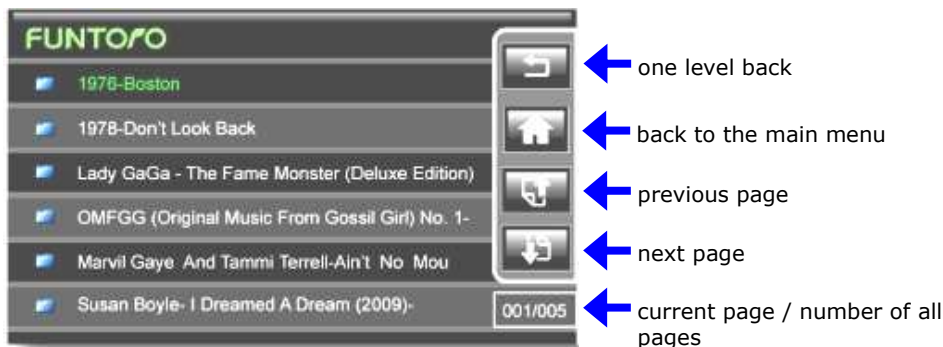 FUNTORO
1976-Boston
1978-Don't Look Back
Lady GaGa - The Fame Monster (Deluxe Edition)
OMFGG (Original Music From Gossil Girl) No. 1-
Marvil Gaye And Tammi Terrell-Ain't No Mou
Susan Boyle- I Dreamed A Dream (2009)-
001/005
one level back
back to the main menu
previous page
next page
current page / number of all
pages